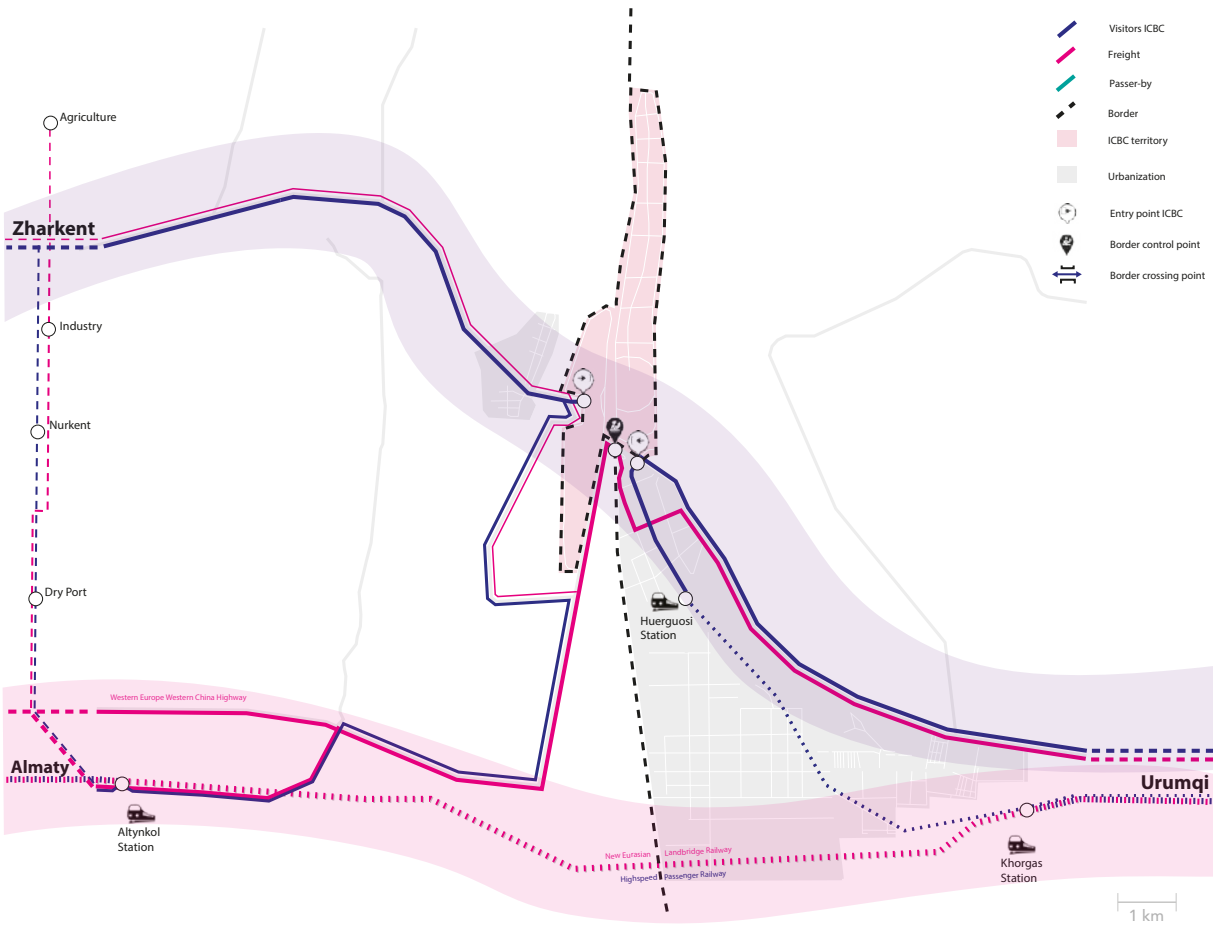 Visitors ICBC
Freight
Passer-by
Border
ICBC territory
Urbanization
Entry point ICBC
Border control point
Border crossing point
Agriculture
Zharkent
Industry
Nurkent
Dry Port
Huerguosi
Station
Western Europe Western China Highway
Almaty
Urumqi
Altynkol
Station
New Eurasian Landbridge Railway
Highspeed Passenger Railway
Khorgas
Station
1 km